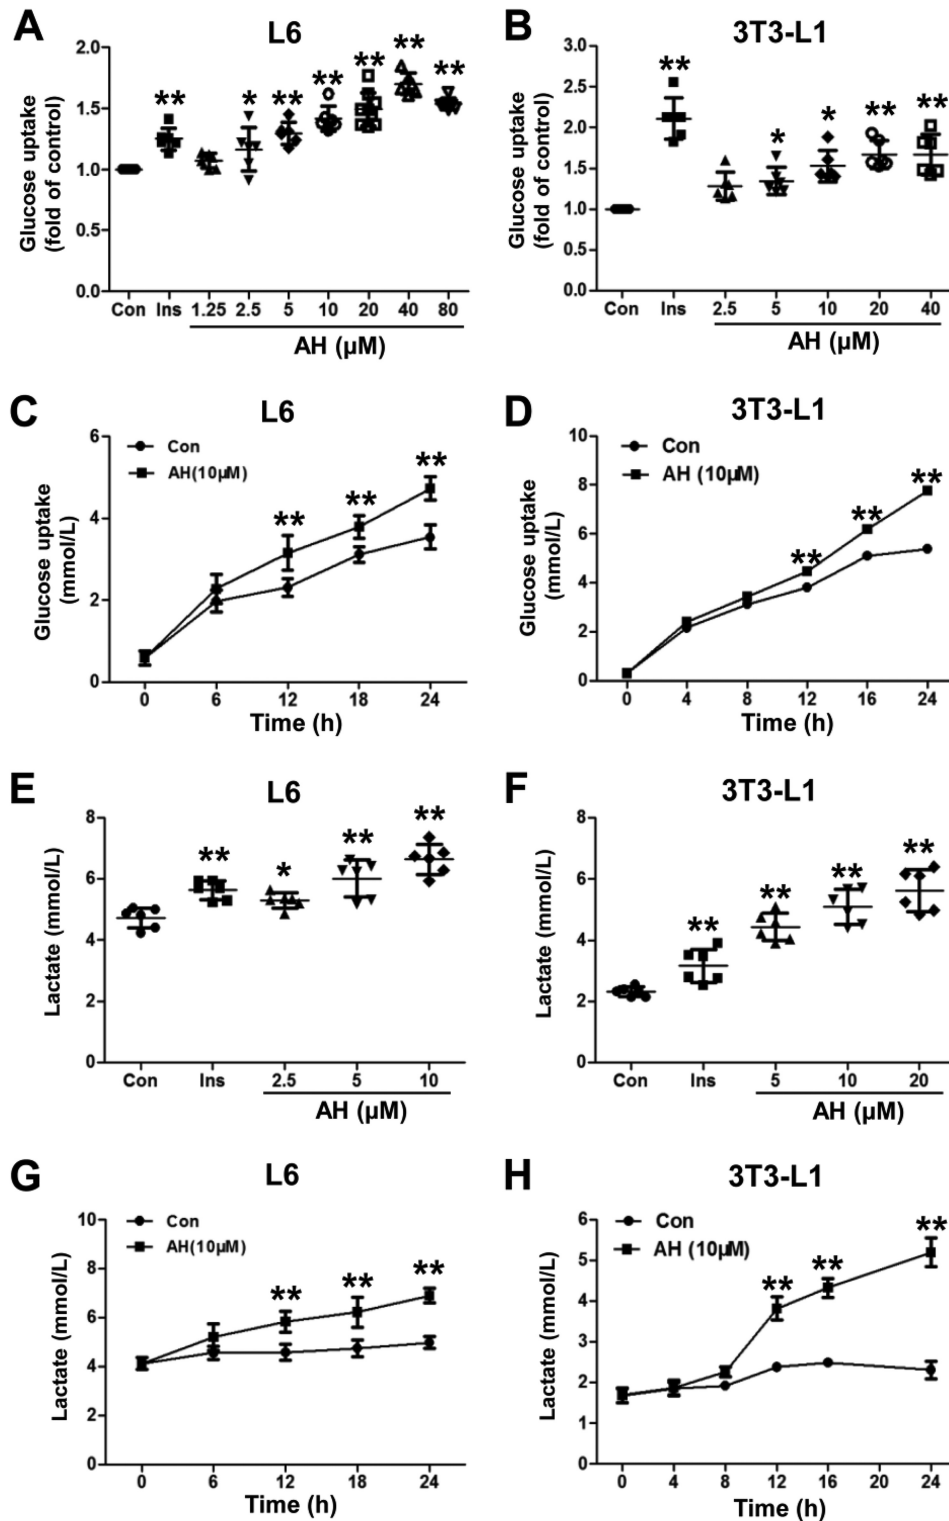 A
L6
Glucose uptake
(fold of control)
2.0
1.5
1.0
0.5
0.0
** * ** ** ** ** **
Con Ins 1.25 2.5 5 10 20 40 80
AH (µM)
B
3T3-L1
Glucose uptake
(fold of control)
3.0
2.5
2.0
1.5
1.0
0.5
0.0
** * * ** **
Con Ins 2.5 5 10 20 40
AH (µM)
C
L6
Glucose uptake
(mmol/L)
6
4
2
0
Con
AH(10µM)
** ** **
0 6 12 18 24
Time (h)
D
3T3-L1
Glucose uptake
(mmol/L)
10
8
6
4
2
0
Con
AH (10µM)
** ** **
0 4 8 12 16 24
Time (h)
E
L6
Lactate (mmol/L)
8
6
4
2
0
** * ** **
Con Ins 2.5 5 10
AH (µM)
F
3T3-L1
Lactate (mmol/L)
8
6
4
2
0
** ** ** **
Con Ins 5 10 20
AH (µM)
G
L6
Lactate (mmol/L)
10
8
6
4
2
0
Con
AH(10µM)
** ** **
0 6 12 18 24
Time (h)
H
3T3-L1
Lactate (mmol/L)
6
5
4
3
2
1
0
Con
AH (10µM)
** ** **
0 4 8 12 16 20 24
Time (h)